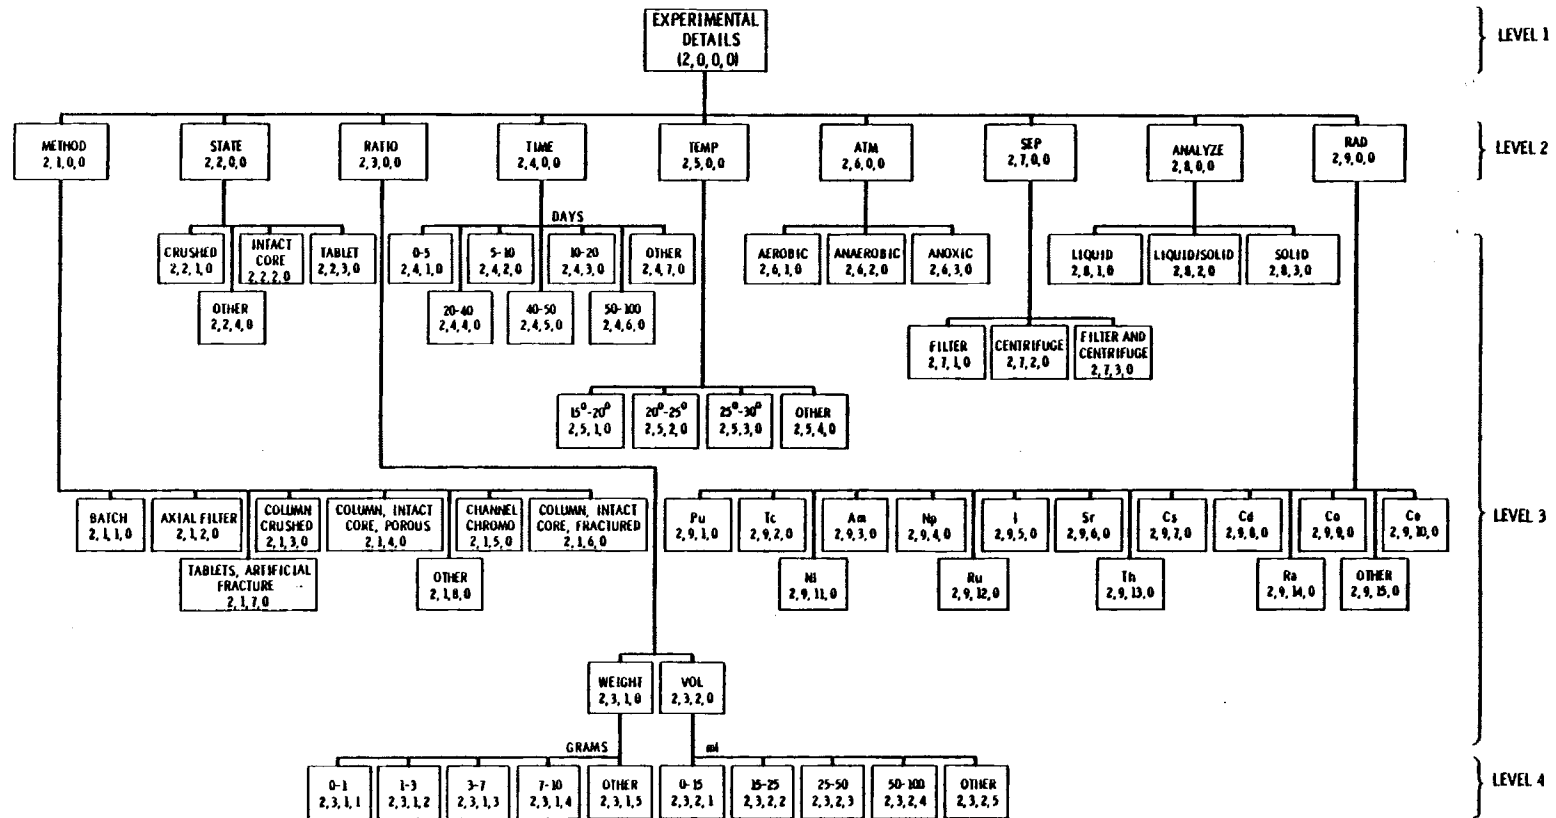 EXPERIMENTAL
DETAILS
(2,0,0,0)
LEVEL 1
METHOD
2,1,0,0
STATE
2,2,0,0
RATIO
2,3,0,0
TIME
2,4,0,0
TEMP
2,5,0,0
ATM
2,6,0,0
SEP
2,7,0,0
ANALYZE
2,8,0,0
RAD
2,9,0,0
LEVEL 2
CRUSHED
2,2,1,0
INTACT
CORE
2,2,2,0
TABLET
2,2,3,0
OTHER
2,2,4,0
DAYS
0-5
2,4,1,0
5-10
2,4,2,0
10-20
2,4,3,0
OTHER
2,4,7,0
20-40
2,4,4,0
40-50
2,4,5,0
50-100
2,4,6,0
AEROBIC
2,6,1,0
ANAEROBIC
2,6,2,0
ANOXIC
2,6,3,0
LIQUID
2,8,1,0
LIQUID/SOLID
2,8,2,0
SOLID
2,8,3,0
FILTER
2,7,1,0
CENTRIFUGE
2,7,2,0
FILTER AND
CENTRIFUGE
2,7,3,0
15°-20°
2,5,1,0
20°-25°
2,5,2,0
25°-30°
2,5,3,0
OTHER
2,5,4,0
BATCH
2,1,1,0
AXIAL FILTER
2,1,2,0
COLUMN
CRUSHED
2,1,3,0
COLUMN, INTACT
CORE, POROUS
2,1,4,0
CHANNEL
CHROMO
2,1,5,0
COLUMN, INTACT
CORE, FRACTURED
2,1,6,0
TABLETS, ARTIFICIAL
FRACTURE
2,1,7,0
OTHER
2,1,8,0
Pu
2,9,1,0
Tc
2,9,2,0
Am
2,9,3,0
Np
2,9,4,0
I
2,9,5,0
Sr
2,9,6,0
Cs
2,9,7,0
Cd
2,9,8,0
Co
2,9,9,0
Ce
2,9,10,0
Ni
2,9,11,0
Ru
2,9,12,0
Th
2,9,13,0
Ra
2,9,14,0
OTHER
2,9,15,0
LEVEL 3
WEIGHT
2,3,1,0
VOL
2,3,2,0
GRAMS
ml
0-1
2,3,1,1
1-3
2,3,1,2
3-7
2,3,1,3
7-10
2,3,1,4
OTHER
2,3,1,5
0-15
2,3,2,1
15-25
2,3,2,2
25-50
2,3,2,3
50-100
2,3,2,4
OTHER
2,3,2,5
LEVEL 4